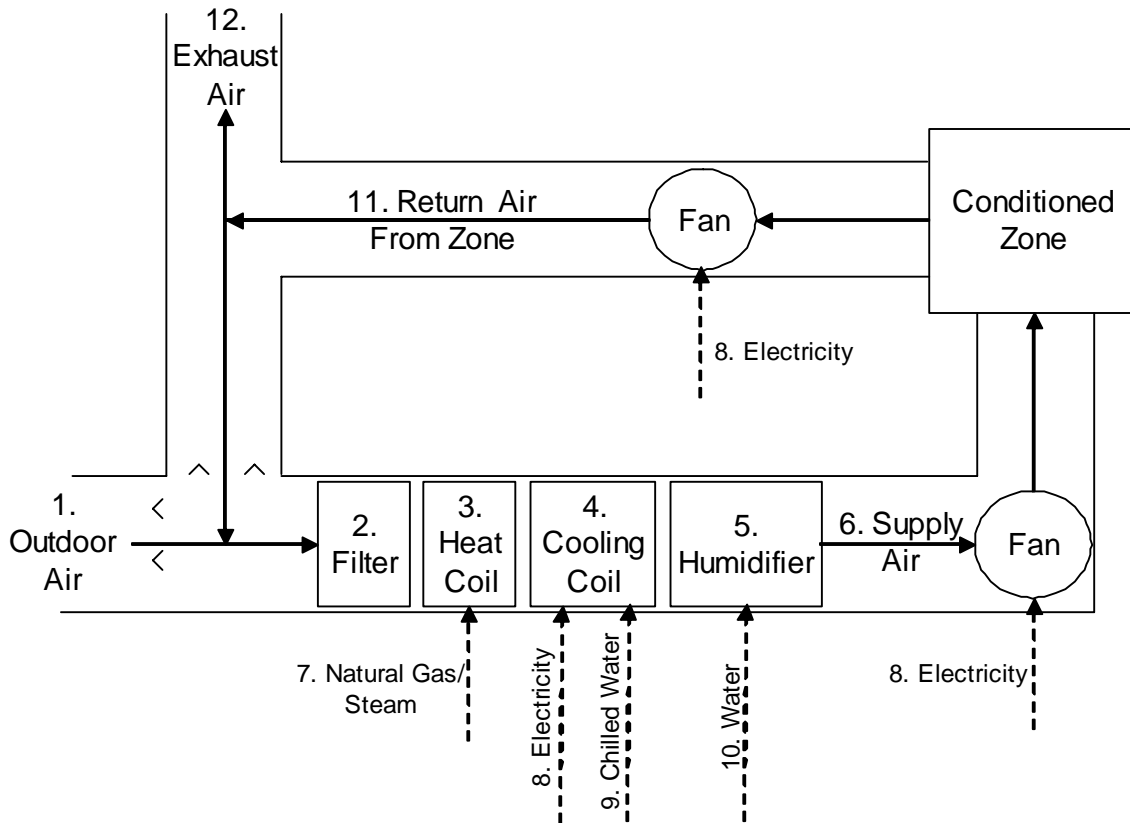 12.
Exhaust
Air
11. Return Air
From Zone
Fan
Conditioned
Zone
8. Electricity
1.
Outdoor
Air
2.
Filter
3.
Heat
Coil
4.
Cooling
Coil
5.
Humidifier
6. Supply
Air
Fan
7. Natural Gas/
Steam
8. Electricity
9. Chilled Water
10. Water
8. Electricity